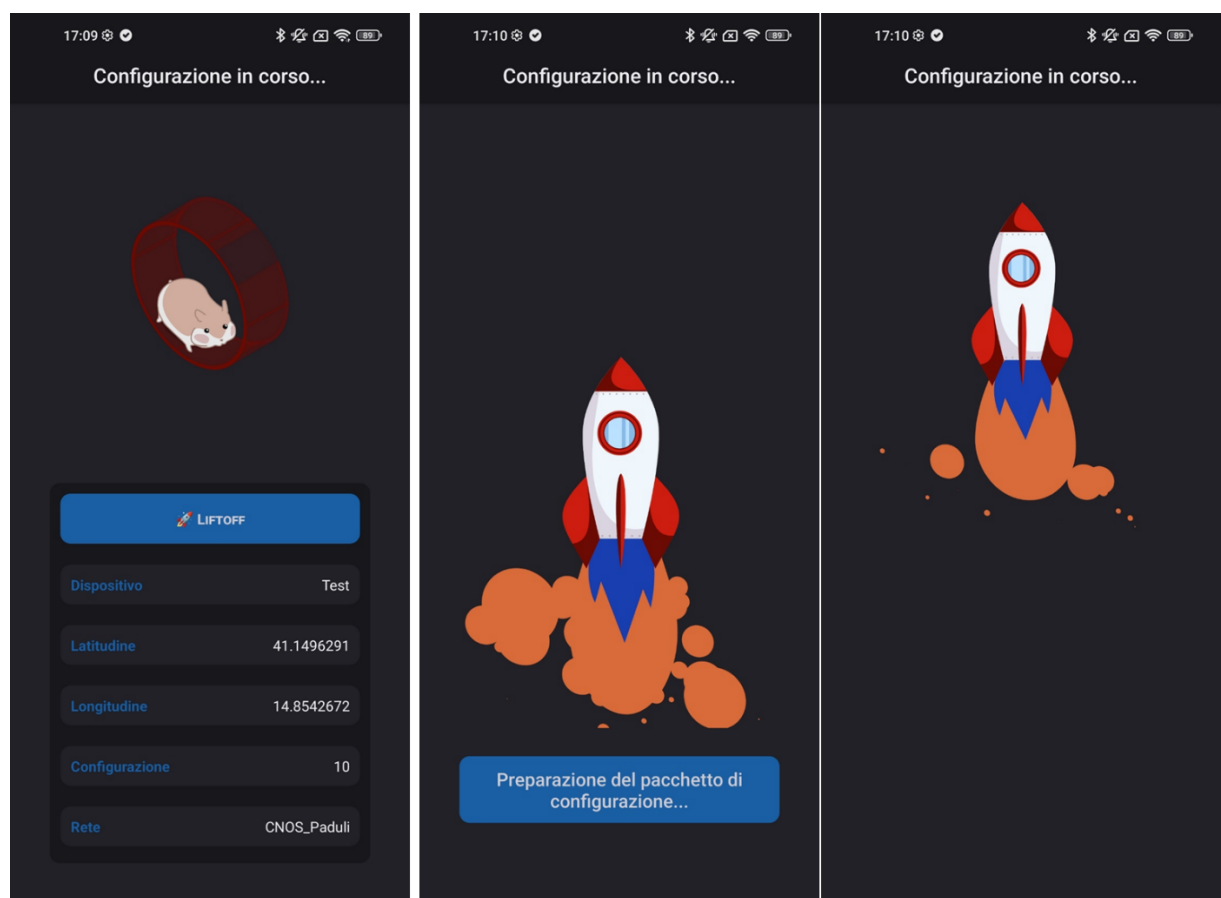 17:09
89
Configurazione in corso...
🚀 LIFTOFF
Dispositivo Test
Latitudine 41.1496291
Longitudine 14.8542672
Configurazione 10
Rete CNOS_Paduli
17:10
89
Configurazione in corso...
Preparazione del pacchetto di
configurazione...
17:10
89
Configurazione in corso...